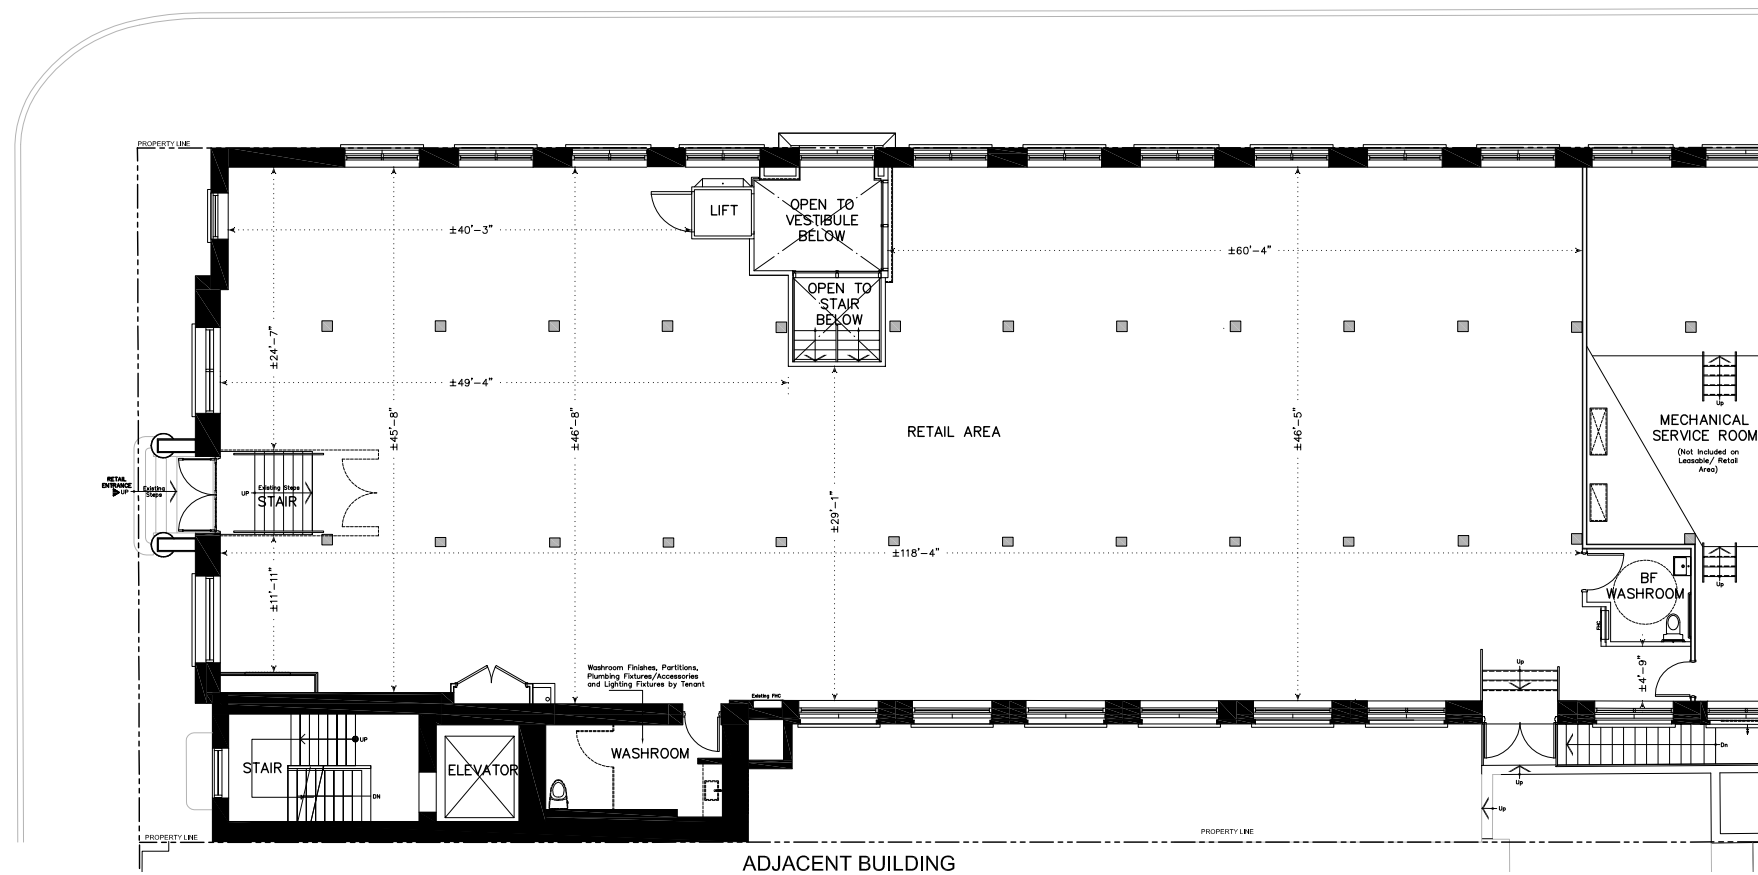 PROPERTY LINE
LIFT
OPEN TO
VESTIBULE
BELOW
±40'-3"
±60'-4"
OPEN TO
STAIR
BELOW
±24'-7"
±49'-4"
±45'-8"
±46'-8"
±46'-5"
RETAIL AREA
Up
MECHANICAL
SERVICE ROOM
(Not Included on
Leasable/ Retail
Area)
RETAIL
ENTRANCE
UP
Existing
Steps
UP
Existing Steps
STAIR
±29'-1"
±118'-4"
±11'-11"
Up
BF
WASHROOM
FHC
±4'-9"
Washroom Finishes, Partitions,
Plumbing Fixtures/Accessories
and Lighting Fixtures by Tenant
Existing FHC
Up
STAIR
UP
DN
ELEVATOR
WASHROOM
Dn
Up
Up
PROPERTY LINE
PROPERTY LINE
ADJACENT BUILDING